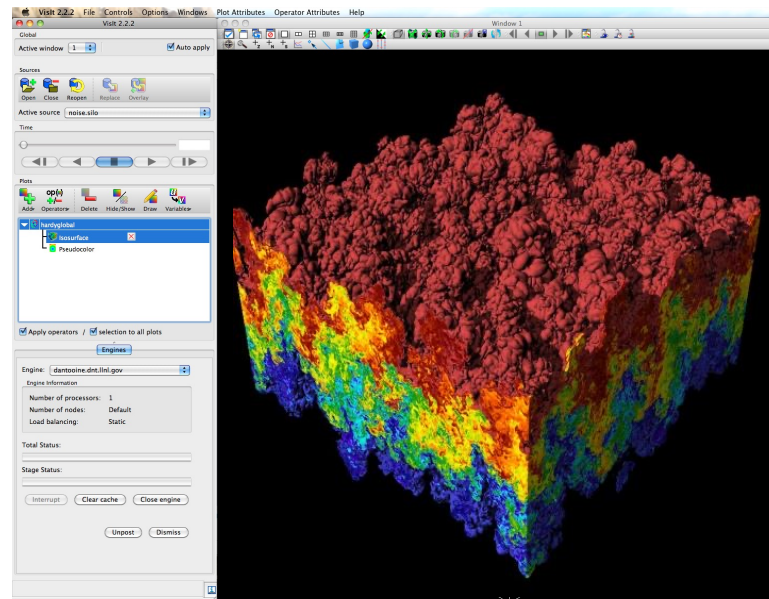 VisIt 2.2.2 File Controls Options Windows Plot Attributes Operator Attributes Help
VisIt 2.2.2
Window 1
Global
Active window 1 Auto apply
Sources
Open Close Reopen Replace Overlay
Active source noise.silo
Time
Plots
op(👓)
Add Operators Delete Hide/Show Draw Variables
hardyglobal
Isosurface
Pseudocolor
Apply operators / selection to all plots
Engines
Engine: dantooine.dnt.llnl.gov
Engine Information
Number of processors: 1
Number of nodes: Default
Load balancing: Static
Total Status:
Stage Status:
Interrupt Clear cache Close engine
Unpost Dismiss